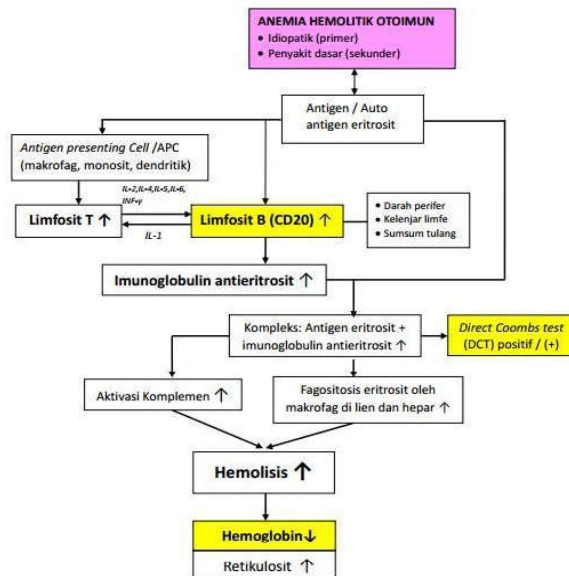 ANEMIA HEMOLITIK OTOIMUN
• Idiopatik (primer)
• Penyakit dasar (sekunder)
Antigen / Auto
antigen eritrosit
Antigen presenting Cell /APC
(makrofag, monosit, dendritik)
IL-2,IL-4,IL-5,IL-6,
INF-γ
Limfosit T ↑
Limfosit B (CD20) ↑
IL-1
• Darah perifer
• Kelenjar limfe
• Sumsum tulang
Imunoglobulin antieritrosit ↑
Kompleks: Antigen eritrosit +
imunoglobulin antieritrosit ↑
Direct Coombs test
(DCT) positif / (+)
Aktivasi Komplemen ↑
Fagositosis eritrosit oleh
makrofag di lien dan hepar ↑
Hemolisis ↑
Hemoglobin↓
Retikulosit ↑